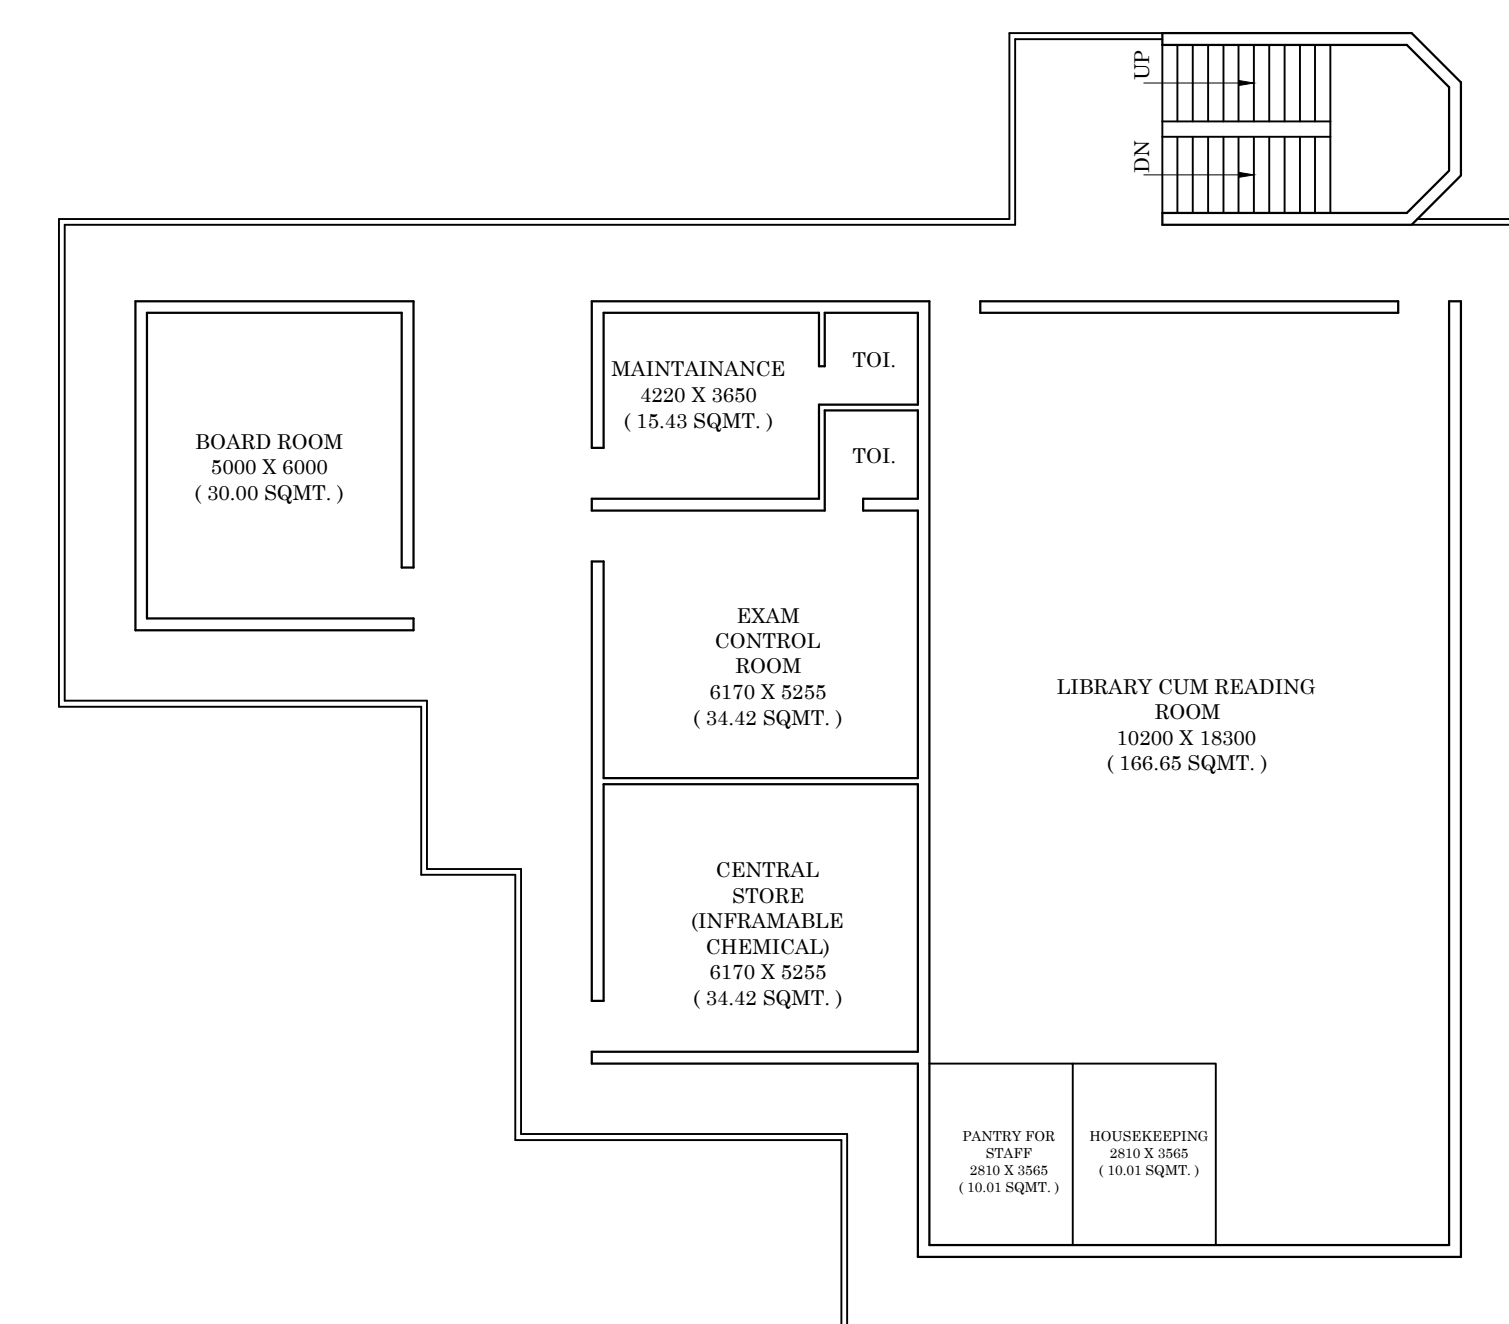 UP
DN
MAINTAINANCE
4220 X 3650
( 15.43 SQMT. )
TOI.
TOI.
BOARD ROOM
5000 X 6000
( 30.00 SQMT. )
EXAM
CONTROL
ROOM
6170 X 5255
( 34.42 SQMT. )
LIBRARY CUM READING
ROOM
10200 X 18300
( 166.65 SQMT. )
CENTRAL
STORE
(INFRAMABLE
CHEMICAL)
6170 X 5255
( 34.42 SQMT. )
PANTRY FOR
STAFF
2810 X 3565
( 10.01 SQMT. )
HOUSEKEEPING
2810 X 3565
( 10.01 SQMT. )